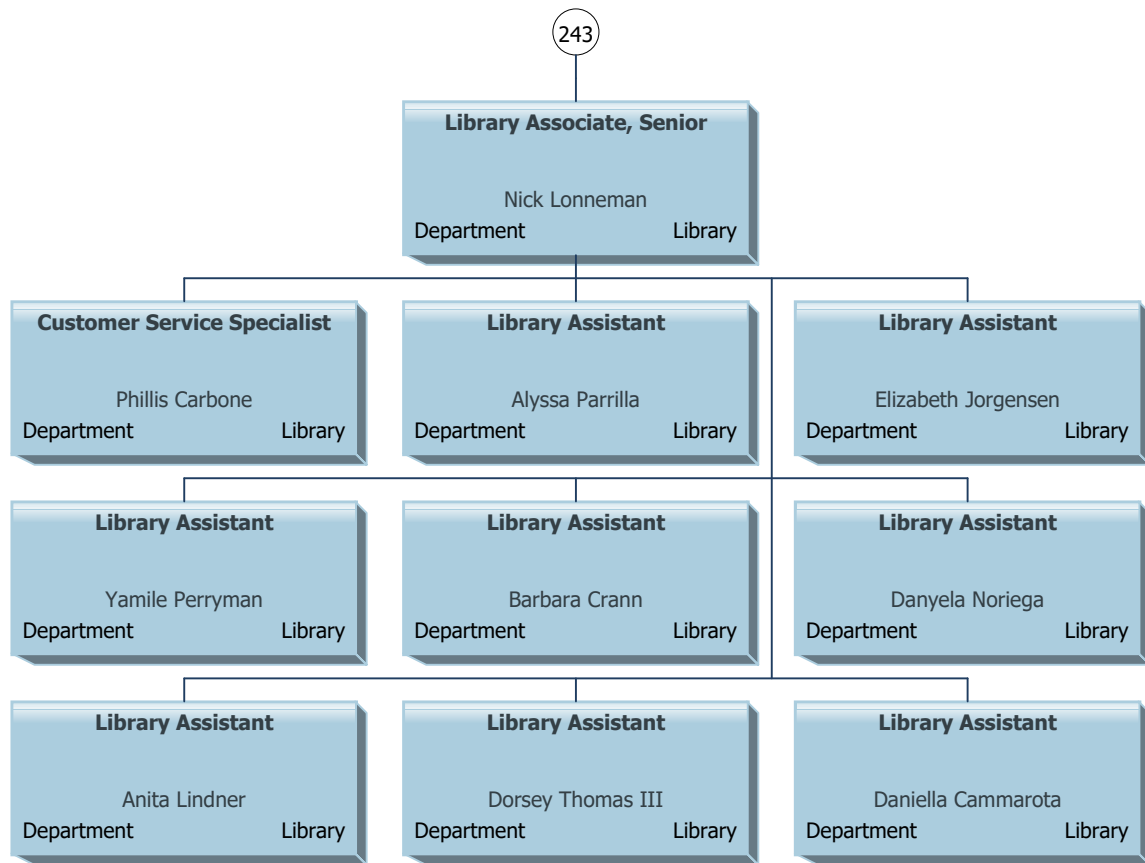 243
Library Associate, Senior
Nick Lonneman
Department Library
Customer Service Specialist
Phillis Carbone
Department Library
Library Assistant
Alyssa Parrilla
Department Library
Library Assistant
Elizabeth Jorgensen
Department Library
Library Assistant
Yamile Perryman
Department Library
Library Assistant
Barbara Crann
Department Library
Library Assistant
Danyela Noriega
Department Library
Library Assistant
Anita Lindner
Department Library
Library Assistant
Dorsey Thomas III
Department Library
Library Assistant
Daniella Cammarota
Department Library